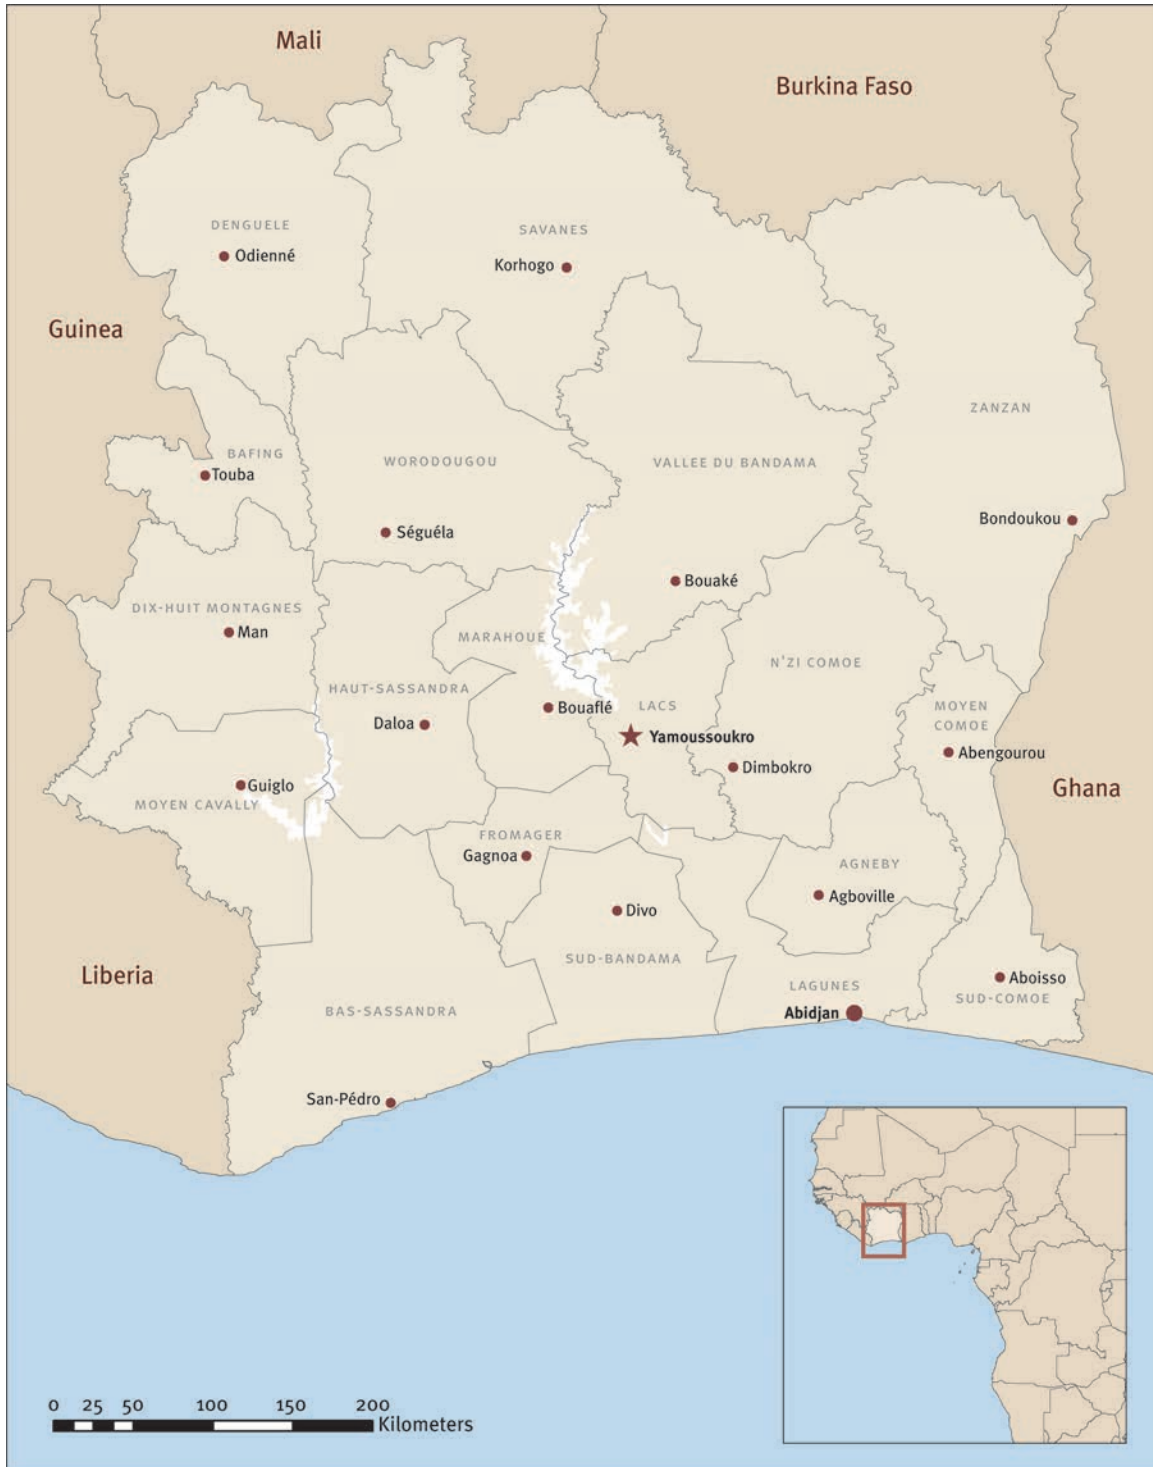 Mali
Burkina Faso
DENGUELE
Odienné
SAVANES
Korhogo
Guinea
ZANZAN
BAFING
Touba
WORODOUGOU
VALLEE DU BANDAMA
Séguéla
Bondoukou
Bouaké
DIX-HUIT MONTAGNES
Man
MARAHOUE
N'ZI COMOE
HAUT-SASSANDRA
Daloa
Bouaflé
LACS
Yamoussoukro
MOYEN
COMOE
Abengourou
Dimbokro
Ghana
Guiglo
MOYEN CAVALLY
FROMAGER
Gagnoa
AGNEBY
Agboville
Divo
SUD-BANDAMA
Liberia
LAGUNES
Abidjan
Aboisso
SUD-COMOE
BAS-SASSANDRA
San-Pédro
0 25 50 100 150 200
Kilometers